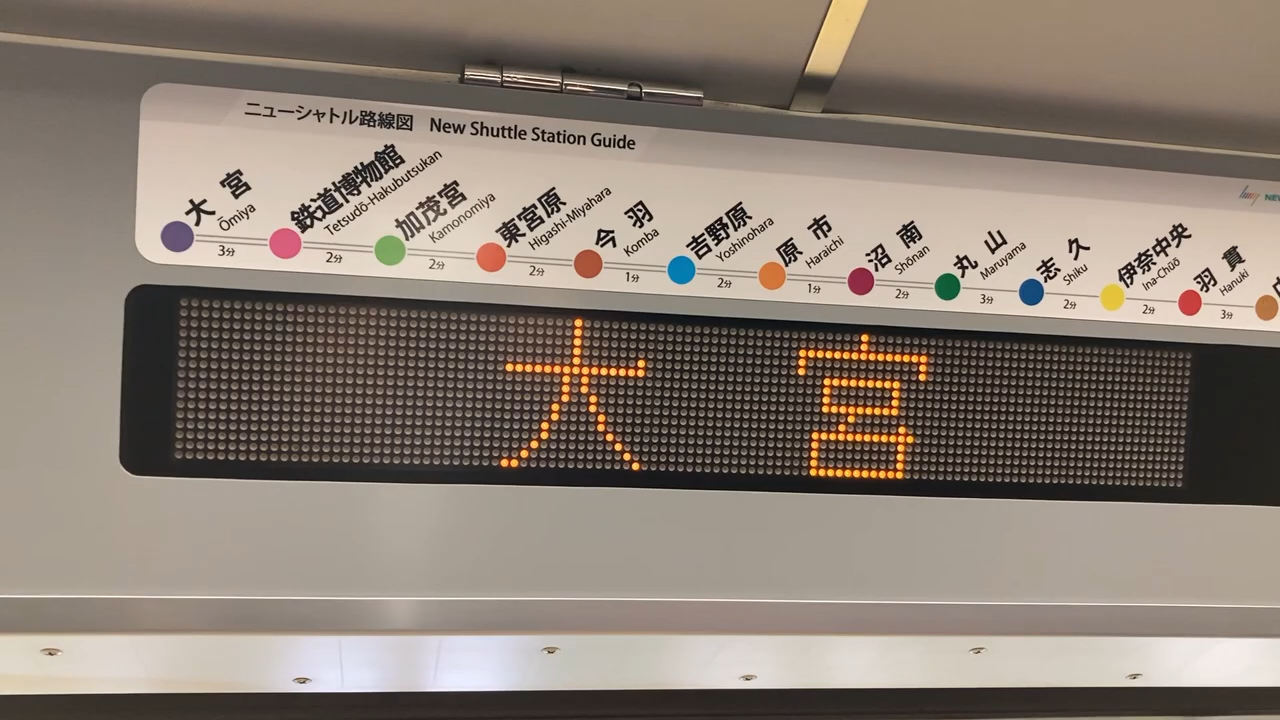 ニューシャトル路線図 New Shuttle Station Guide
NEW
大宮 Ōmiya
3分
鉄道博物館 Tetsudō-Hakubutsukan
2分
加茂宮 Kamonomiya
2分
東宮原 Higashi-Miyahara
2分
今羽 Komba
1分
吉野原 Yoshinohara
2分
原市 Haraichi
1分
沼南 Shōnan
2分
丸山 Maruyama
3分
志久 Shiku
2分
伊奈中央 Ina-Chūō
2分
羽貫 Hanuki
3分
大宮